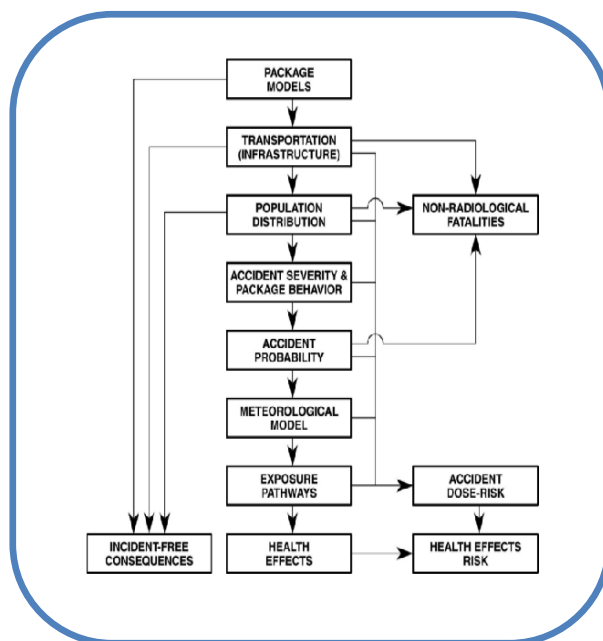 PACKAGE
MODELS
TRANSPORTATION
(INFRASTRUCTURE)
POPULATION
DISTRIBUTION
NON-RADIOLOGICAL
FATALITIES
ACCIDENT SEVERITY &
PACKAGE BEHAVIOR
ACCIDENT
PROBABILITY
METEOROLOGICAL
MODEL
EXPOSURE
PATHWAYS
ACCIDENT
DOSE-RISK
INCIDENT-FREE
CONSEQUENCES
HEALTH
EFFECTS
HEALTH EFFECTS
RISK